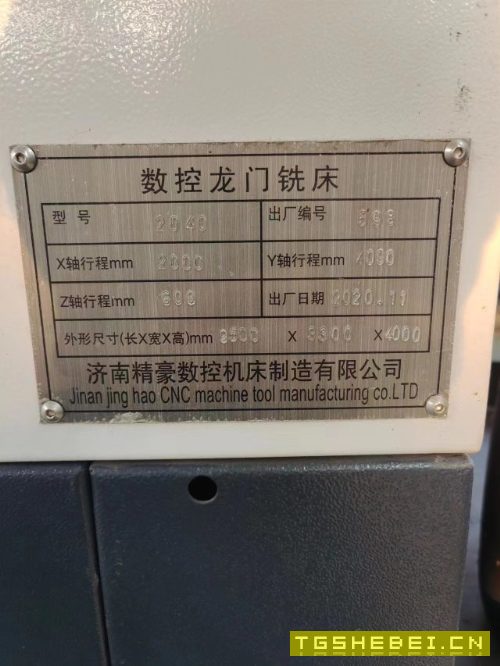 数控龙门铣床
型号 2040 出厂编号
X轴行程mm 2000 Y轴行程mm 4000
Z轴行程mm 出厂日期 2020.11
外形尺寸(长X宽X高)mm X 3300 X 4000
济南精豪数控机床制造有限公司
Jinan jing hao CNC machine tool manufacturing co.LTD
TGSHEBEI.CN